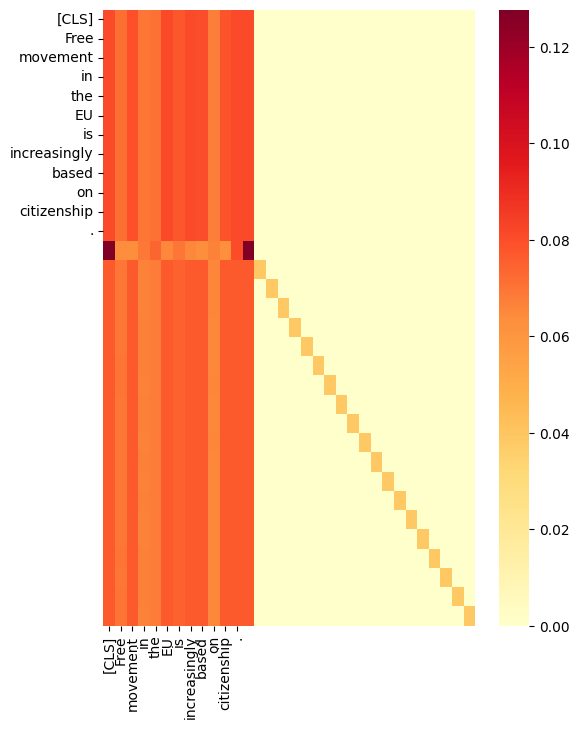 [CLS]
Free
movement
in
the
EU
is
increasingly
based
on
citizenship
.
0.12
0.10
0.08
0.06
0.04
0.02
0.00
[CLS]
Free
movement
in
the
EU
is
increasingly
based
on
citizenship
.